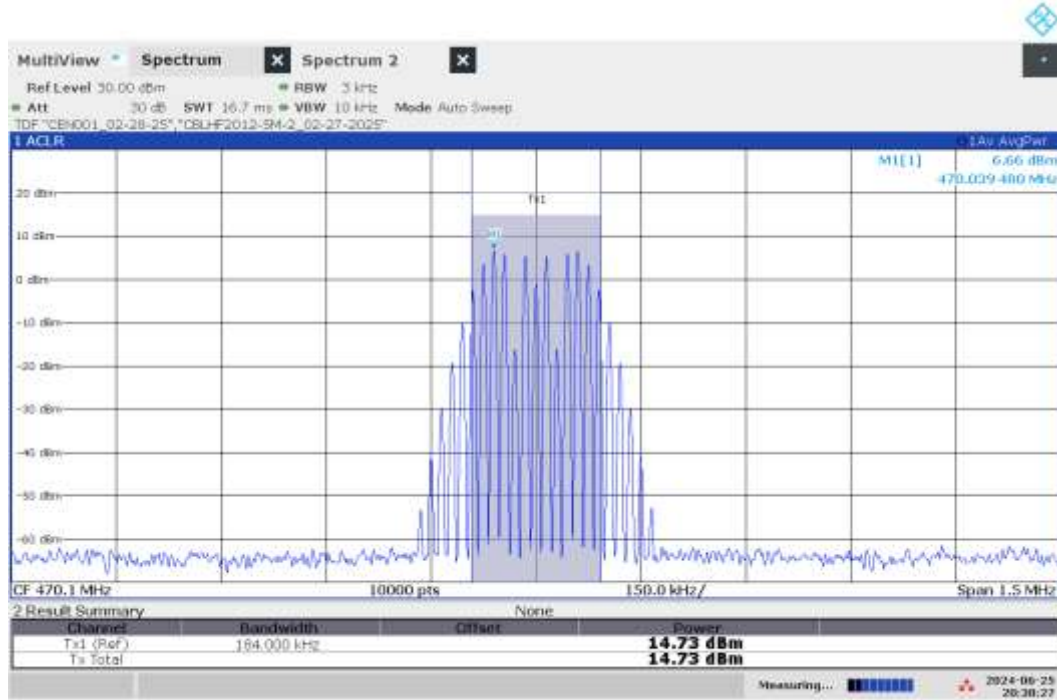 MultiView Spectrum X Spectrum 2 X
Ref Level 30.00 dBm RBW 3 kHz
Att 30 dB SWT 16.7 ms VBW 10 kHz Mode Auto Sweep
TDF "CEN001_02-28-25","CBLHF2012-5M-2_02-27-2025"
1 ACLR 1Av AvgPwr
M1[1] 6.66 dBm
470.039 480 MHz
20 dBm
Tx1
10 dBm
M1
0 dBm
-10 dBm
-20 dBm
-30 dBm
-40 dBm
-50 dBm
-60 dBm
CF 470.1 MHz 10000 pts 150.0 kHz/ Span 1.5 MHz
2 Result Summary None
Channel Bandwidth Offset Power
Tx1 (Ref) 184.000 kHz 14.73 dBm
Tx Total 14.73 dBm
Measuring... 2024-06-25
20:30:29